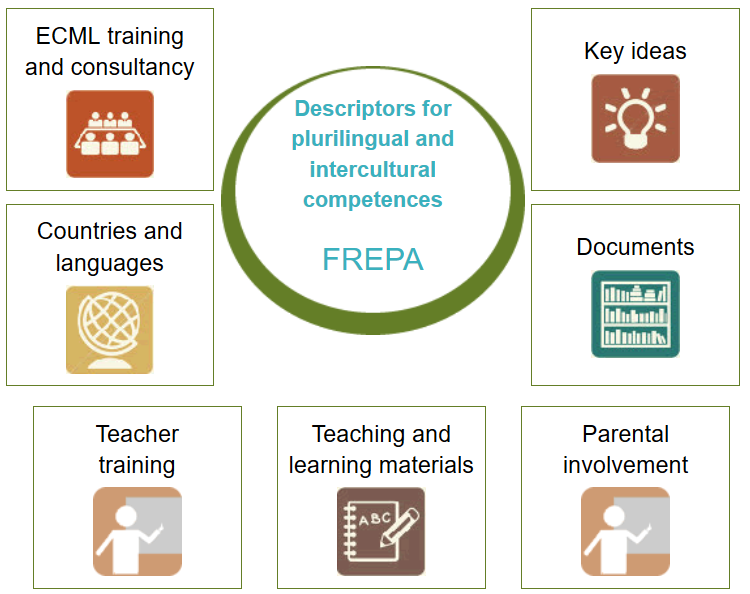 ECML training
and consultancy
Descriptors for
plurilingual and
intercultural
competences
FREPA
Key ideas
Countries and
languages
Documents
Teacher
training
Teaching and
learning materials
ABC
Parental
involvement